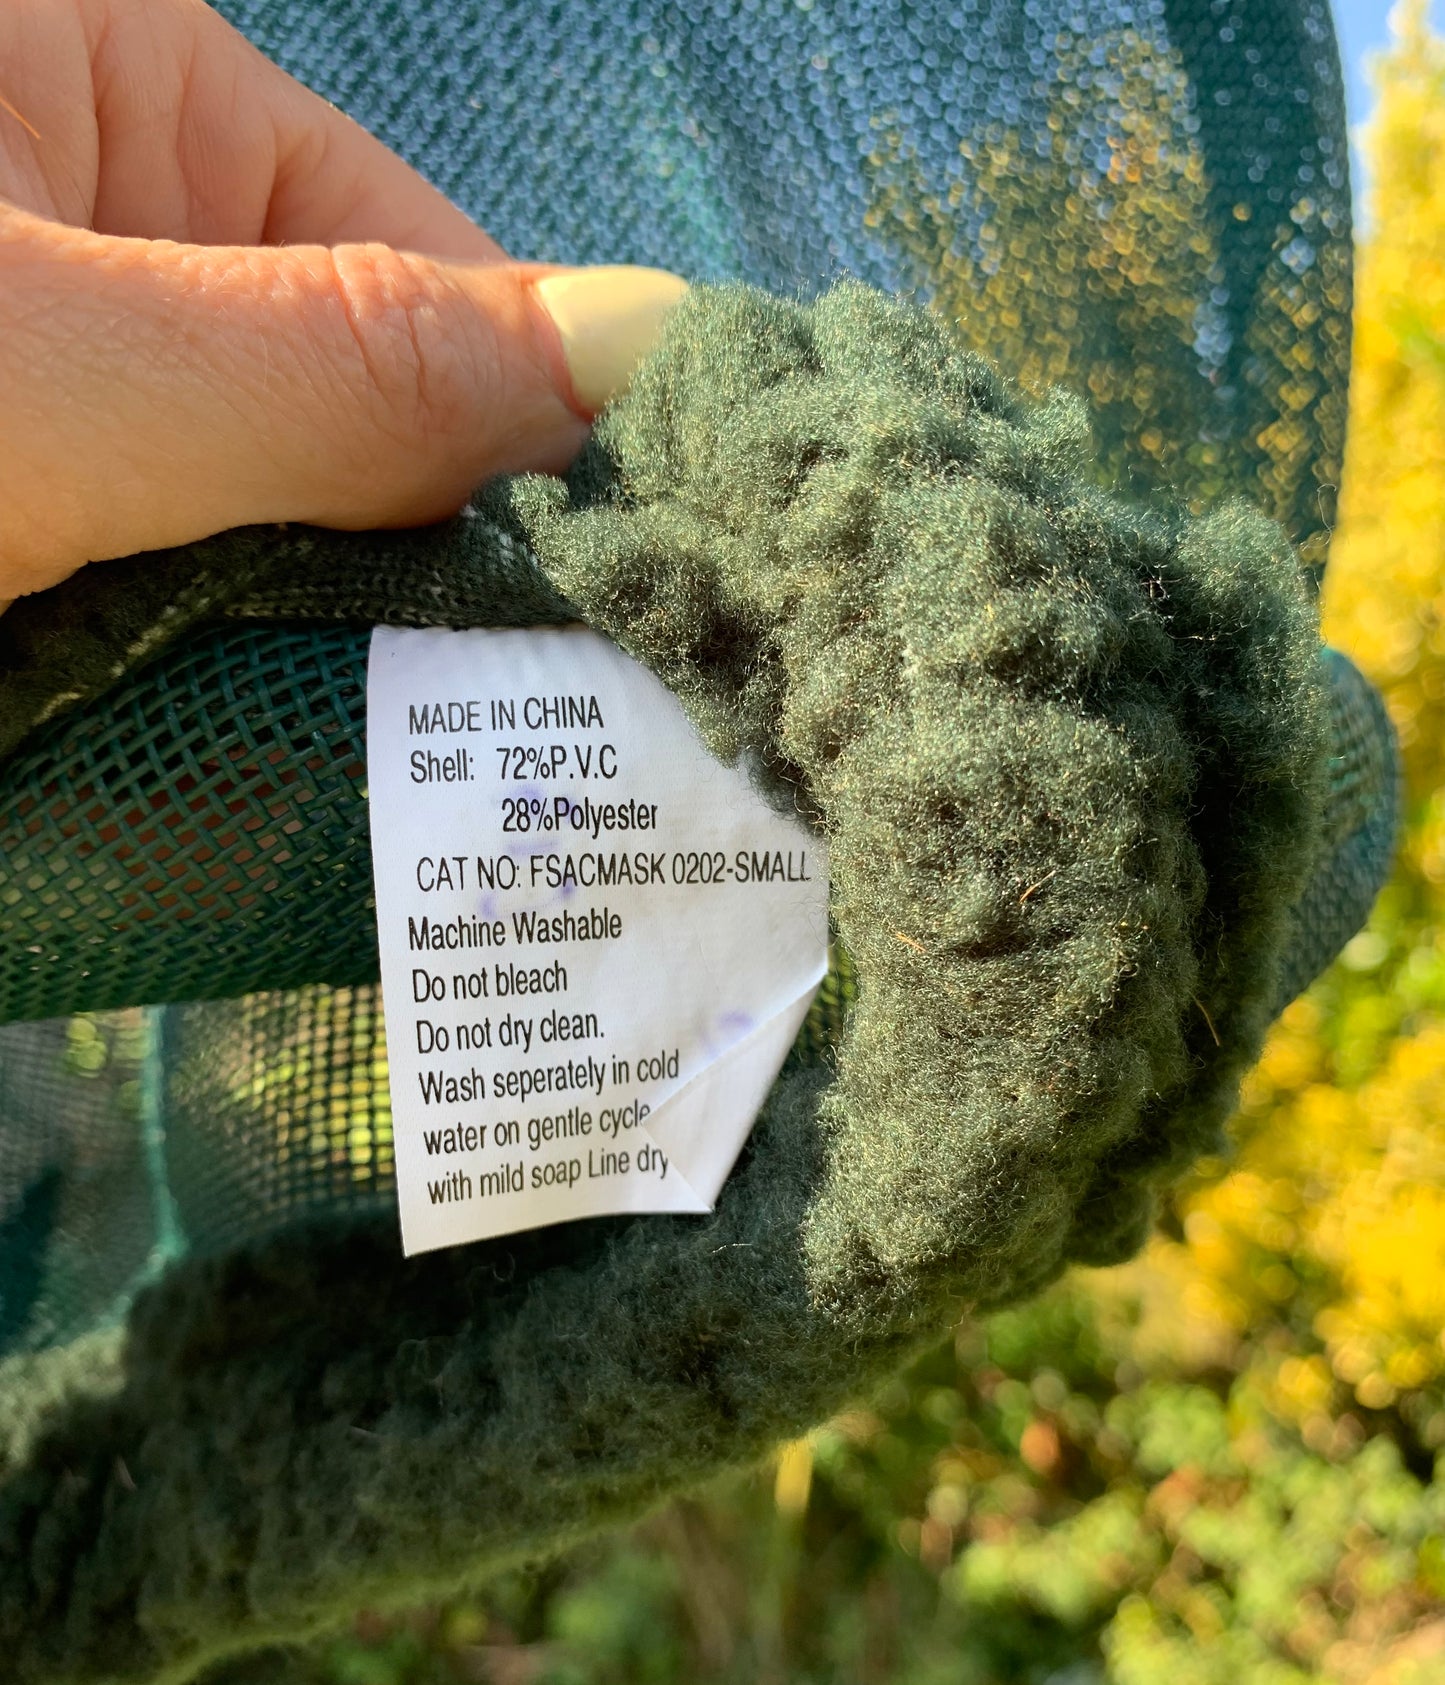 MADE IN CHINA
Shell: 72%P.V.C
28%Polyester
CAT NO: FSACMASK 0202-SMALL
Machine Washable
Do not bleach
Do not dry clean.
Wash seperately in cold
water on gentle cycle
with mild soap Line dry